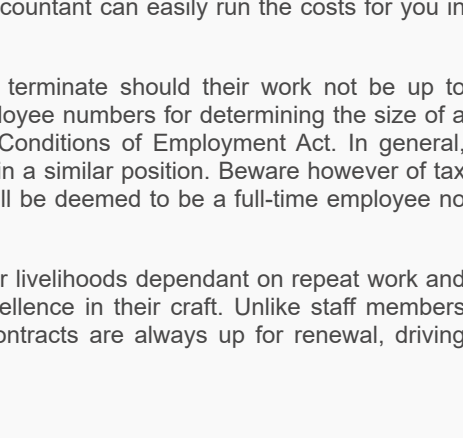 countant can easily run the costs for you in
terminate should their work not be up to
loyee numbers for determining the size of a
Conditions of Employment Act. In general,
in a similar position. Beware however of tax
ll be deemed to be a full-time employee no
r livelihoods dependant on repeat work and
ellence in their craft. Unlike staff members
ontracts are always up for renewal, driving